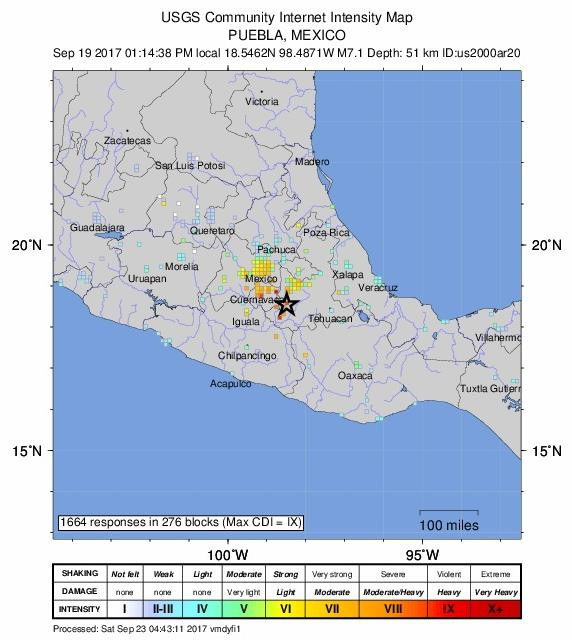 USGS Community Internet Intensity Map
PUEBLA, MEXICO
Sep 19 2017 01:14:38 PM local 18.5462N 98.4871W M7.1 Depth: 51 km ID:us2000ar20
Victoria
Zacatecas
San Luis Potosi
Madero
Guadalajara
Queretaro
Poza Rica
20°N
20°N
Pachuca
Morelia
Mexico
Xalapa
Uruapan
Veracruz
Cuernavaca
Iguala
Tehuacan
Villahermo
Chilpancingo
Oaxaca
Acapulco
Tuxtla Gutierr
15°N
15°N
1664 responses in 276 blocks (Max CDI = IX)
100 miles
100°W
95°W
SHAKING Not felt Weak Light Moderate Strong Very strong Severe Violent Extreme
DAMAGE none none none Very light Light Moderate Moderate/Heavy Heavy Very Heavy
INTENSITY I II-III IV V VI VII VIII IX X+
Processed: Sat Sep 23 04:43:11 2017 vmdyfi1